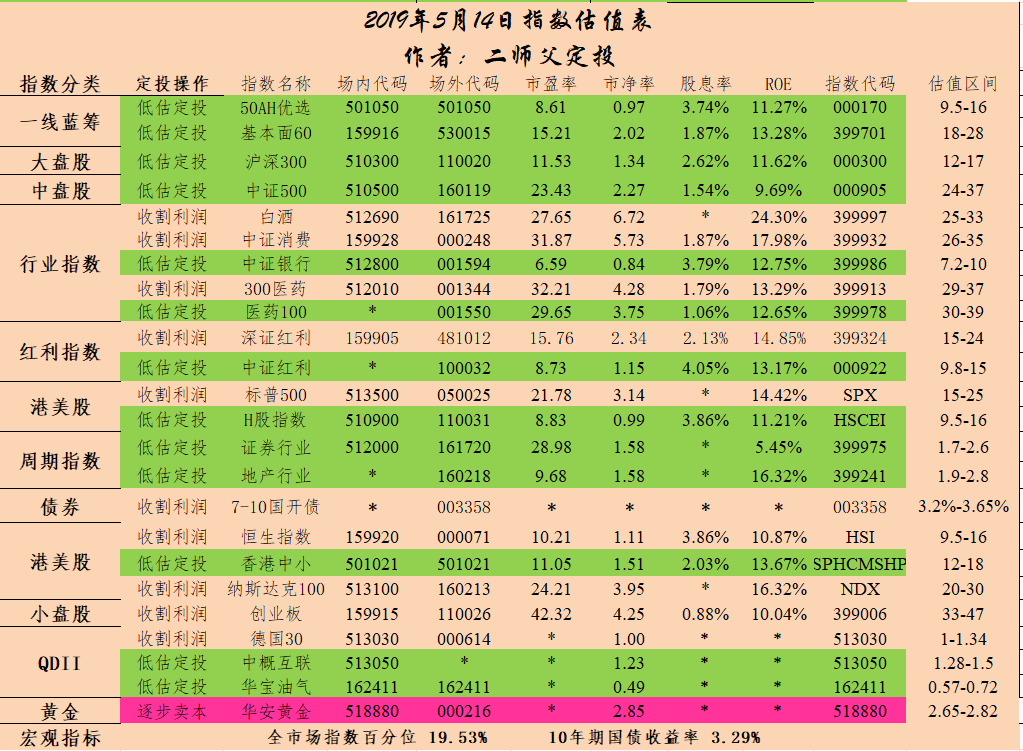 2019年5月14日指数估值表
作者：二师父定投
指数分类 定投操作 指数名称 场内代码 场外代码 市盈率 市净率 股息率 ROE 指数代码 估值区间
一线蓝筹 低估定投 50AH优选 501050 501050 8.61 0.97 3.74% 11.27% 000170 9.5-16
低估定投 基本面60 159916 530015 15.21 2.02 1.87% 13.28% 399701 18-28
大盘股 低估定投 沪深300 510300 110020 11.53 1.34 2.62% 11.62% 000300 12-17
中盘股 低估定投 中证500 510500 160119 23.43 2.27 1.54% 9.69% 000905 24-37
行业指数 收割利润 白酒 512690 161725 27.65 6.72 * 24.30% 399997 25-33
收割利润 中证消费 159928 000248 31.87 5.73 1.87% 17.98% 399932 26-35
低估定投 中证银行 512800 001594 6.59 0.84 3.79% 12.75% 399986 7.2-10
收割利润 300医药 512010 001344 32.21 4.28 1.79% 13.29% 399913 29-37
低估定投 医药100 * 001550 29.65 3.75 1.06% 12.65% 399978 30-39
红利指数 收割利润 深证红利 159905 481012 15.76 2.34 2.13% 14.85% 399324 15-24
低估定投 中证红利 * 100032 8.73 1.15 4.05% 13.17% 000922 9.8-15
港美股 收割利润 标普500 513500 050025 21.78 3.14 * 14.42% SPX 15-25
低估定投 H股指数 510900 110031 8.83 0.99 3.86% 11.21% HSCEI 9.5-16
周期指数 低估定投 证券行业 512000 161720 28.98 1.58 * 5.45% 399975 1.7-2.6
低估定投 地产行业 * 160218 9.68 1.58 * 16.32% 399241 1.9-2.8
债券 收割利润 7-10国开债 * 003358 * * * * 003358 3.2%-3.65%
港美股 收割利润 恒生指数 159920 000071 10.21 1.11 3.86% 10.87% HSI 9.5-16
低估定投 香港中小 501021 501021 11.05 1.51 2.03% 13.67% SPHCMSHP 12-18
收割利润 纳斯达克100 513100 160213 24.21 3.95 * 16.32% NDX 20-30
小盘股 收割利润 创业板 159915 110026 42.32 4.25 0.88% 10.04% 399006 33-47
QDII 收割利润 德国30 513030 000614 * 1.00 * * 513030 1-1.34
低估定投 中概互联 513050 * * 1.23 * * 513050 1.28-1.5
低估定投 华宝油气 162411 162411 * 0.49 * * 162411 0.57-0.72
黄金 逐步卖本 华安黄金 518880 000216 * 2.85 * * 518880 2.65-2.82
宏观指标 全市场指数百分位 19.53% 10年期国债收益率 3.29%